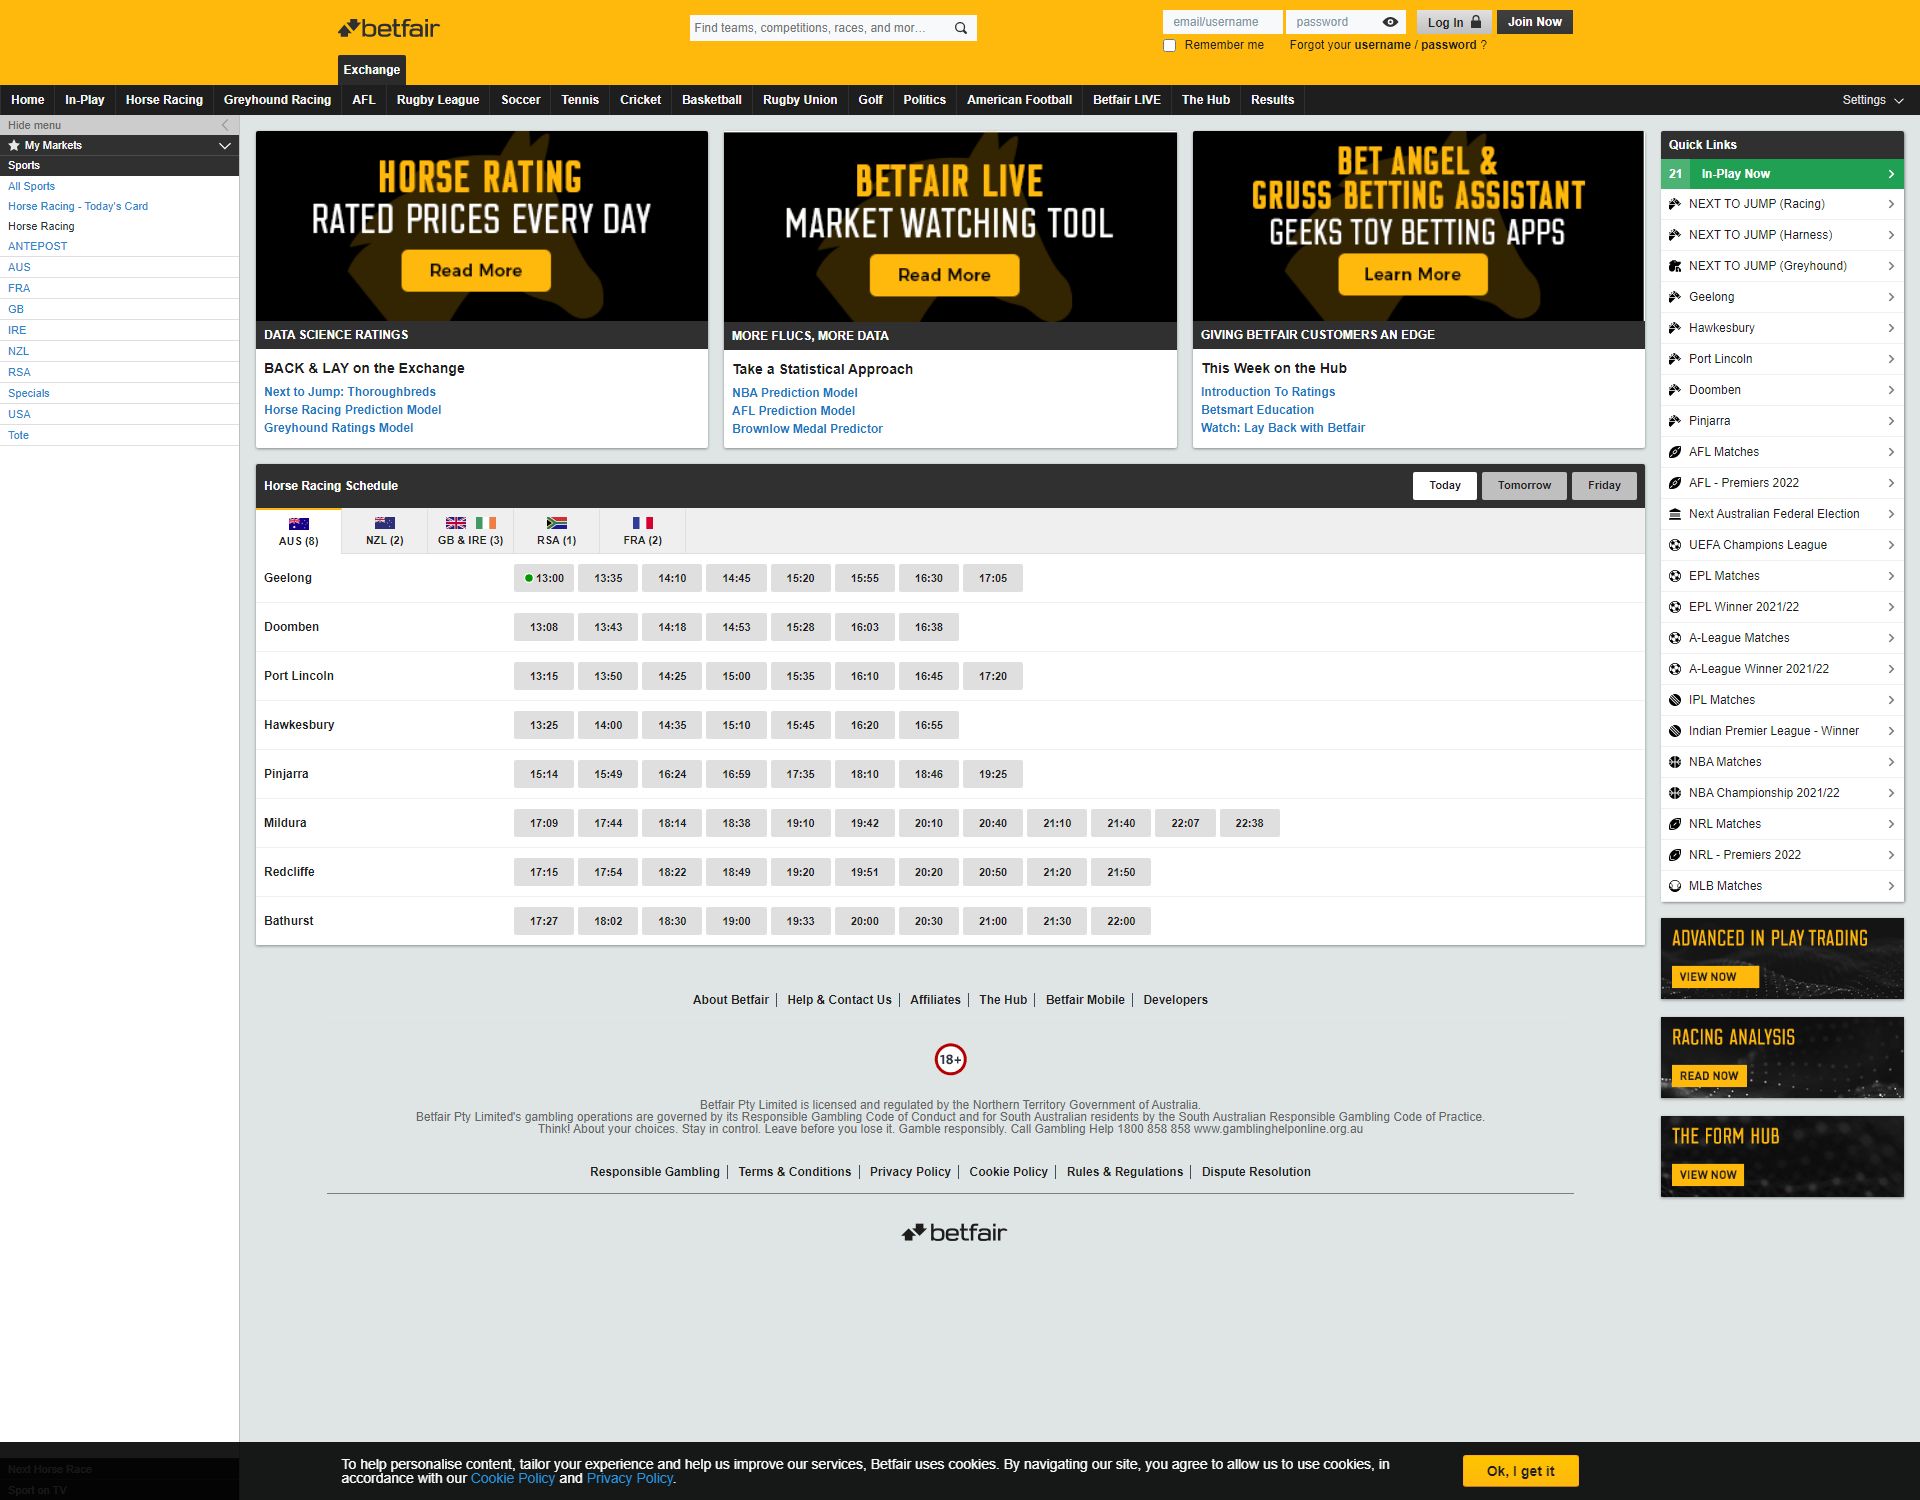 betfair
Find teams, competitions, races, and mor...
email/username
password
Log In
Join Now
Remember me
Forgot your username / password ?
Exchange
Home In-Play Horse Racing Greyhound Racing AFL Rugby League Soccer Tennis Cricket Basketball Rugby Union Golf Politics American Football Betfair LIVE The Hub Results Settings
Hide menu
My Markets
Sports
All Sports
Horse Racing - Today's Card
Horse Racing
ANTEPOST
AUS
FRA
GB
IRE
NZL
RSA
Specials
USA
Tote
HORSE RATING
RATED PRICES EVERY DAY
Read More
DATA SCIENCE RATINGS
BACK & LAY on the Exchange
Next to Jump: Thoroughbreds
Horse Racing Prediction Model
Greyhound Ratings Model
BETFAIR LIVE
MARKET WATCHING TOOL
Read More
MORE FLUCS, MORE DATA
Take a Statistical Approach
NBA Prediction Model
AFL Prediction Model
Brownlow Medal Predictor
BET ANGEL &
GRUSS BETTING ASSISTANT
GEEKS TOY BETTING APPS
Learn More
GIVING BETFAIR CUSTOMERS AN EDGE
This Week on the Hub
Introduction To Ratings
Betsmart Education
Watch: Lay Back with Betfair
Horse Racing Schedule
Today Tomorrow Friday
AUS (8) NZL (2) GB & IRE (3) RSA (1) FRA (2)
Geelong 13:00 13:35 14:10 14:45 15:20 15:55 16:30 17:05
Doomben 13:08 13:43 14:18 14:53 15:28 16:03 16:38
Port Lincoln 13:15 13:50 14:25 15:00 15:35 16:10 16:45 17:20
Hawkesbury 13:25 14:00 14:35 15:10 15:45 16:20 16:55
Pinjarra 15:14 15:49 16:24 16:59 17:35 18:10 18:46 19:25
Mildura 17:09 17:44 18:14 18:38 19:10 19:42 20:10 20:40 21:10 21:40 22:07 22:38
Redcliffe 17:15 17:54 18:22 18:49 19:20 19:51 20:20 20:50 21:20 21:50
Bathurst 17:27 18:02 18:30 19:00 19:33 20:00 20:30 21:00 21:30 22:00
Quick Links
21 In-Play Now
NEXT TO JUMP (Racing)
NEXT TO JUMP (Harness)
NEXT TO JUMP (Greyhound)
Geelong
Hawkesbury
Port Lincoln
Doomben
Pinjarra
AFL Matches
AFL - Premiers 2022
Next Australian Federal Election
UEFA Champions League
EPL Matches
EPL Winner 2021/22
A-League Matches
A-League Winner 2021/22
IPL Matches
Indian Premier League - Winner
NBA Matches
NBA Championship 2021/22
NRL Matches
NRL - Premiers 2022
MLB Matches
ADVANCED IN PLAY TRADING
VIEW NOW
RACING ANALYSIS
READ NOW
THE FORM HUB
VIEW NOW
About Betfair Help & Contact Us Affiliates The Hub Betfair Mobile Developers
18+
Betfair Pty Limited is licensed and regulated by the Northern Territory Government of Australia.
Betfair Pty Limited's gambling operations are governed by its Responsible Gambling Code of Conduct and for South Australian residents by the South Australian Responsible Gambling Code of Practice.
Think! About your choices. Stay in control. Leave before you lose it. Gamble responsibly. Call Gambling Help 1800 858 858 www.gamblinghelponline.org.au
Responsible Gambling Terms & Conditions Privacy Policy Cookie Policy Rules & Regulations Dispute Resolution
betfair
Next Horse Race
Sport on TV
To help personalise content, tailor your experience and help us improve our services, Betfair uses cookies. By navigating our site, you agree to allow us to use cookies, in
accordance with our Cookie Policy and Privacy Policy.
Ok, I get it